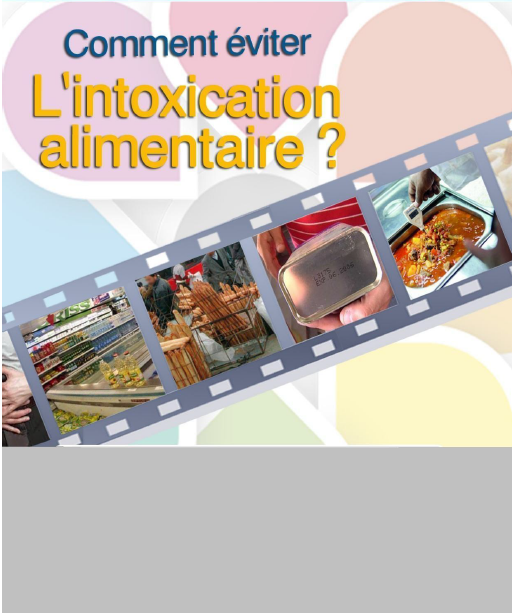 Comment éviter
L'intoxication
alimentaire ?